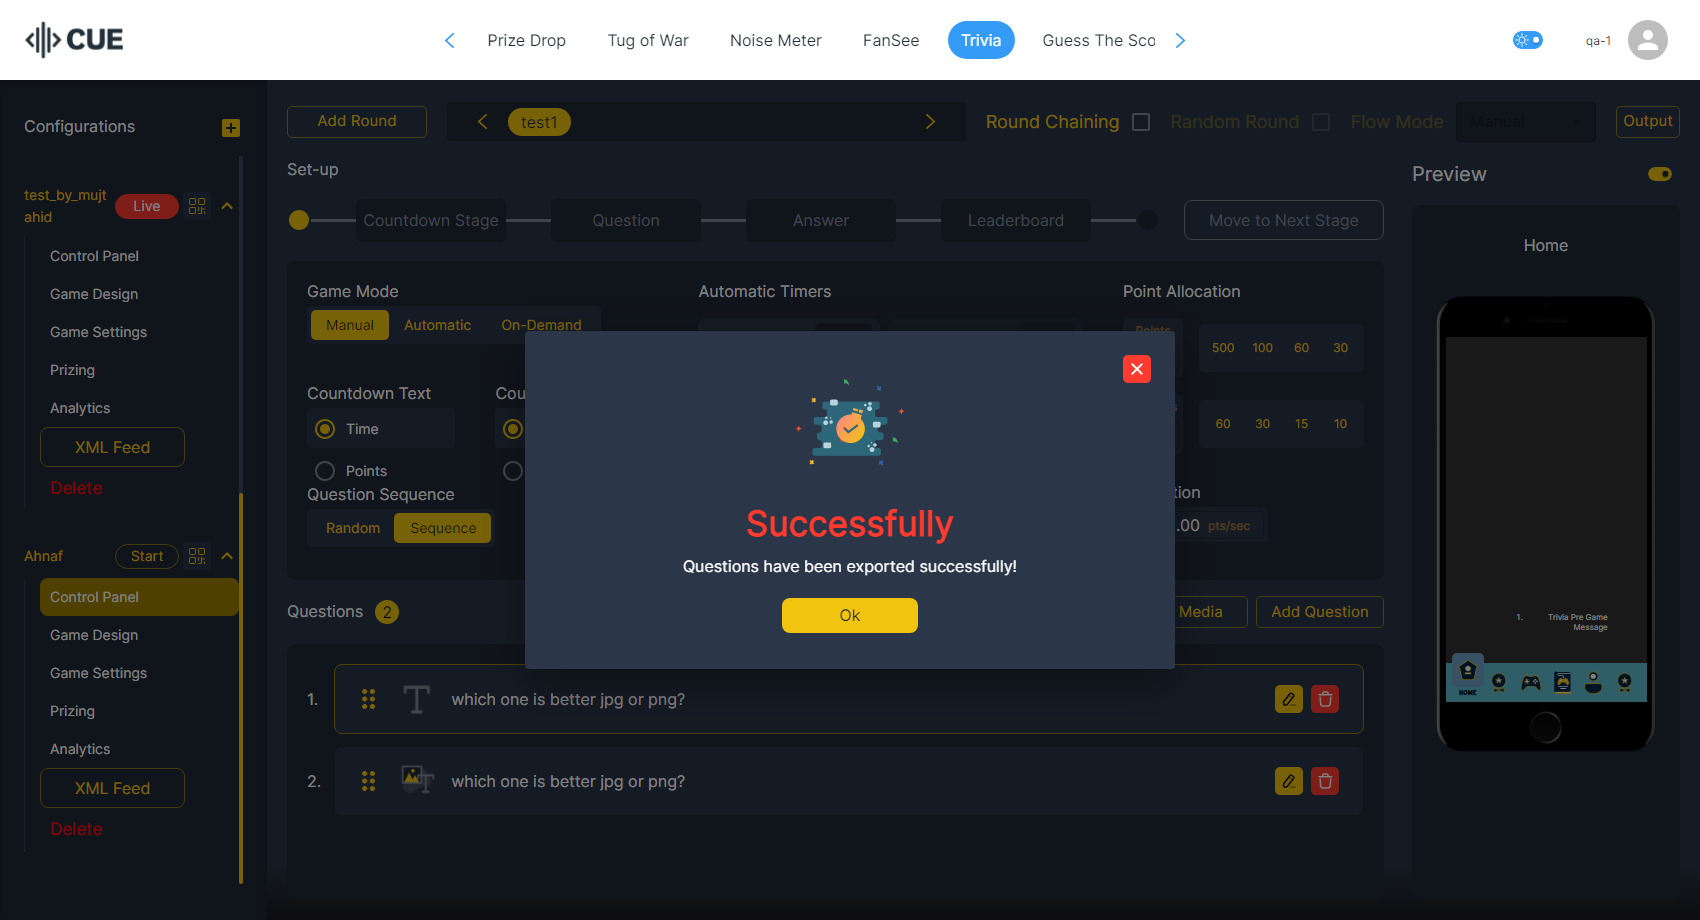 CUE
Prize Drop
Tug of War
Noise Meter
FanSee
Trivia
Guess The Sco
qa-1
Configurations
Add Round
test1
Round Chaining
Random Round
Flow Mode
Manual
Output
Set-up
Preview
test_by_mujt
ahid
Live
Countdown Stage
Question
Answer
Leaderboard
Move to Next Stage
Home
Control Panel
Game Design
Game Settings
Prizing
Analytics
XML Feed
Delete
Game Mode
Manual
Automatic
On-Demand
Automatic Timers
Point Allocation
Points
500 100 60 30
Countdown Text
Time
Points
Cou
60 30 15 10
Question Sequence
Random
Sequence
tion
.00 pts/sec
Successfully
Questions have been exported successfully!
Ok
Ahnaf
Start
Control Panel
Game Design
Game Settings
Prizing
Analytics
XML Feed
Delete
Questions 2
Media
Add Question
1. which one is better jpg or png?
2. which one is better jpg or png?
1. Trivia Pre Game
Message
HOME